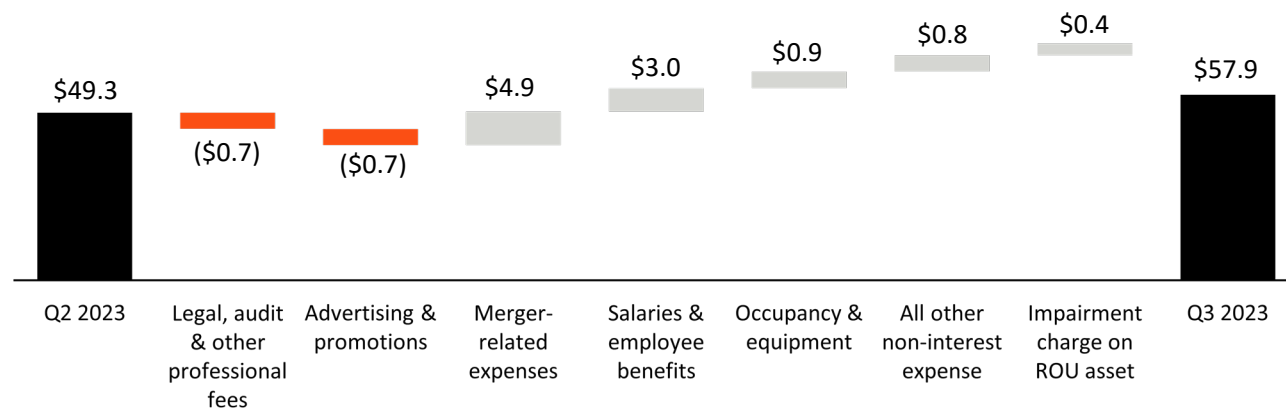 $49.3
($0.7)
($0.7)
$4.9
$3.0
$0.9
$0.8
$0.4
$57.9
Q2 2023
Legal, audit
& other
professional
fees
Advertising &
promotions
Merger-
related
expenses
Salaries &
employee
benefits
Occupancy &
equipment
All other
non-interest
expense
Impairment
charge on
ROU asset
Q3 2023